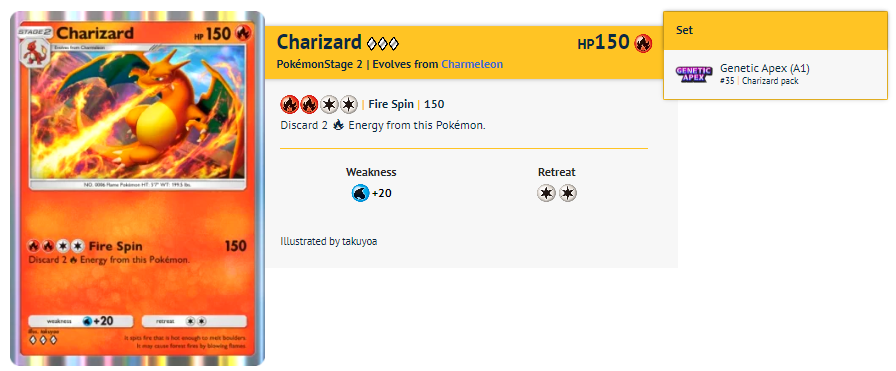 STAGE 2
Charizard
HP 150
Evolves from Charmeleon
NO. 0006 Flame Pokémon HT: 5'7" WT: 199.5 lbs.
Fire Spin 150
Discard 2 Energy from this Pokémon.
weakness +20
retreat
Illus. takuyoa
It spits fire that is hot enough to melt boulders.
It may cause forest fires by blowing flames.
Charizard
HP150
PokémonStage 2 | Evolves from Charmeleon
| Fire Spin | 150
Discard 2 Energy from this Pokémon.
Weakness
+20
Retreat
Illustrated by takuyoa
Set
GENETIC
APEX
Genetic Apex (A1)
#35 | Charizard pack